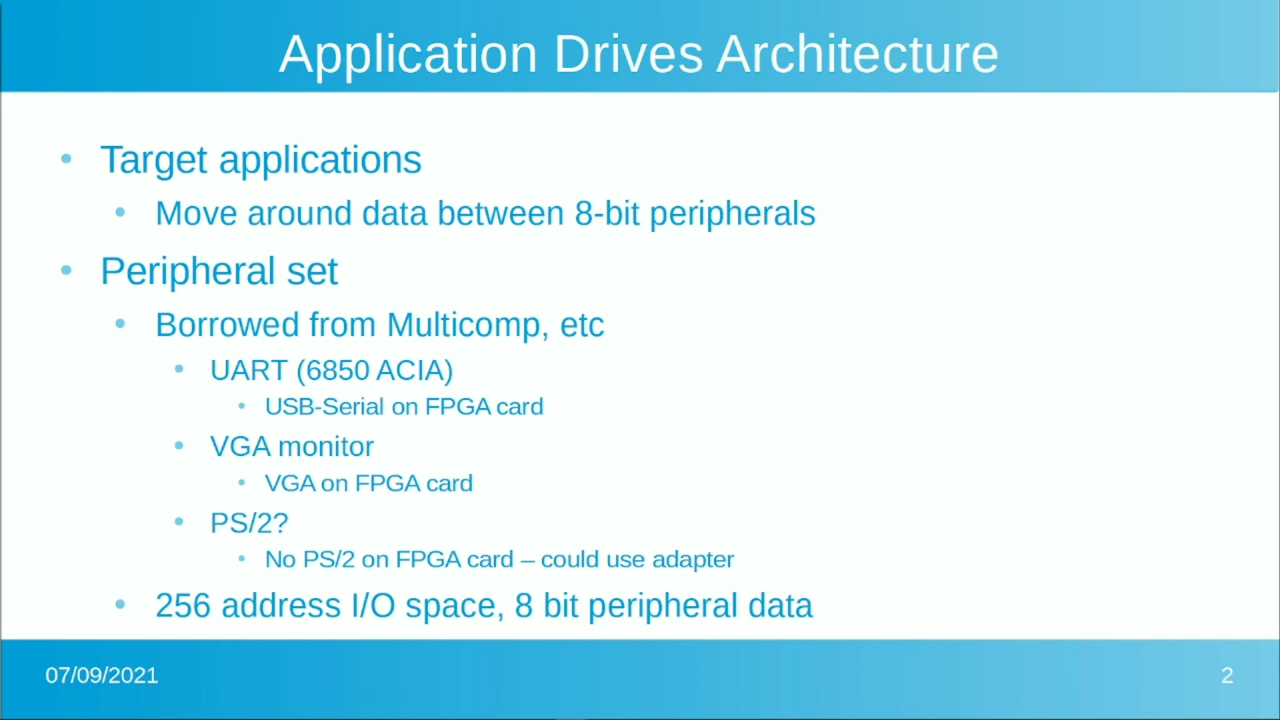 Application Drives Architecture
• Target applications
• Move around data between 8-bit peripherals
• Peripheral set
• Borrowed from Multicomp, etc
• UART (6850 ACIA)
• USB-Serial on FPGA card
• VGA monitor
• VGA on FPGA card
• PS/2?
• No PS/2 on FPGA card – could use adapter
• 256 address I/O space, 8 bit peripheral data
07/09/2021
2